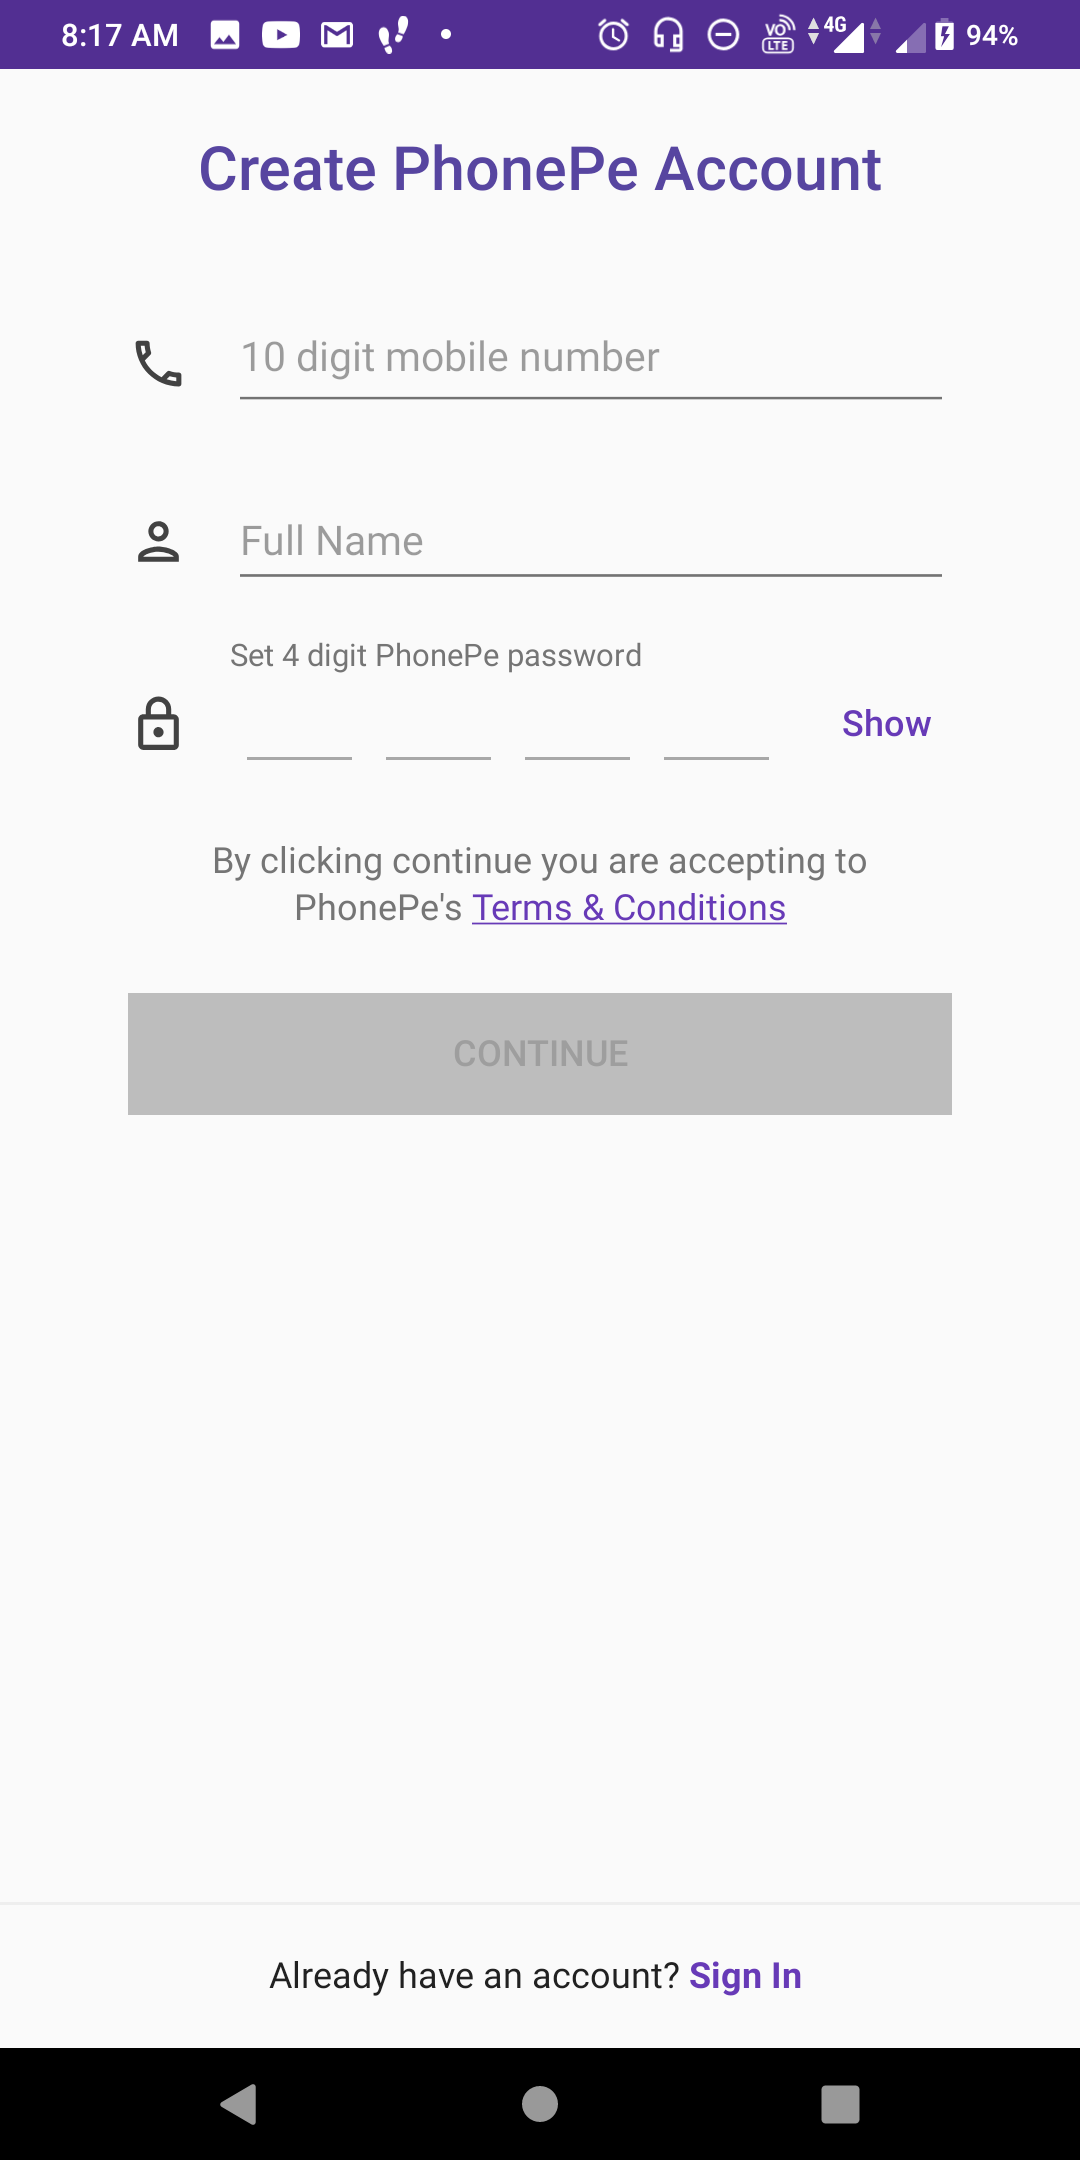 8:17 AM VO LTE 4G 94%
Create PhonePe Account
10 digit mobile number
Full Name
Set 4 digit PhonePe password
Show
By clicking continue you are accepting to
PhonePe's Terms & Conditions
CONTINUE
Already have an account? Sign In